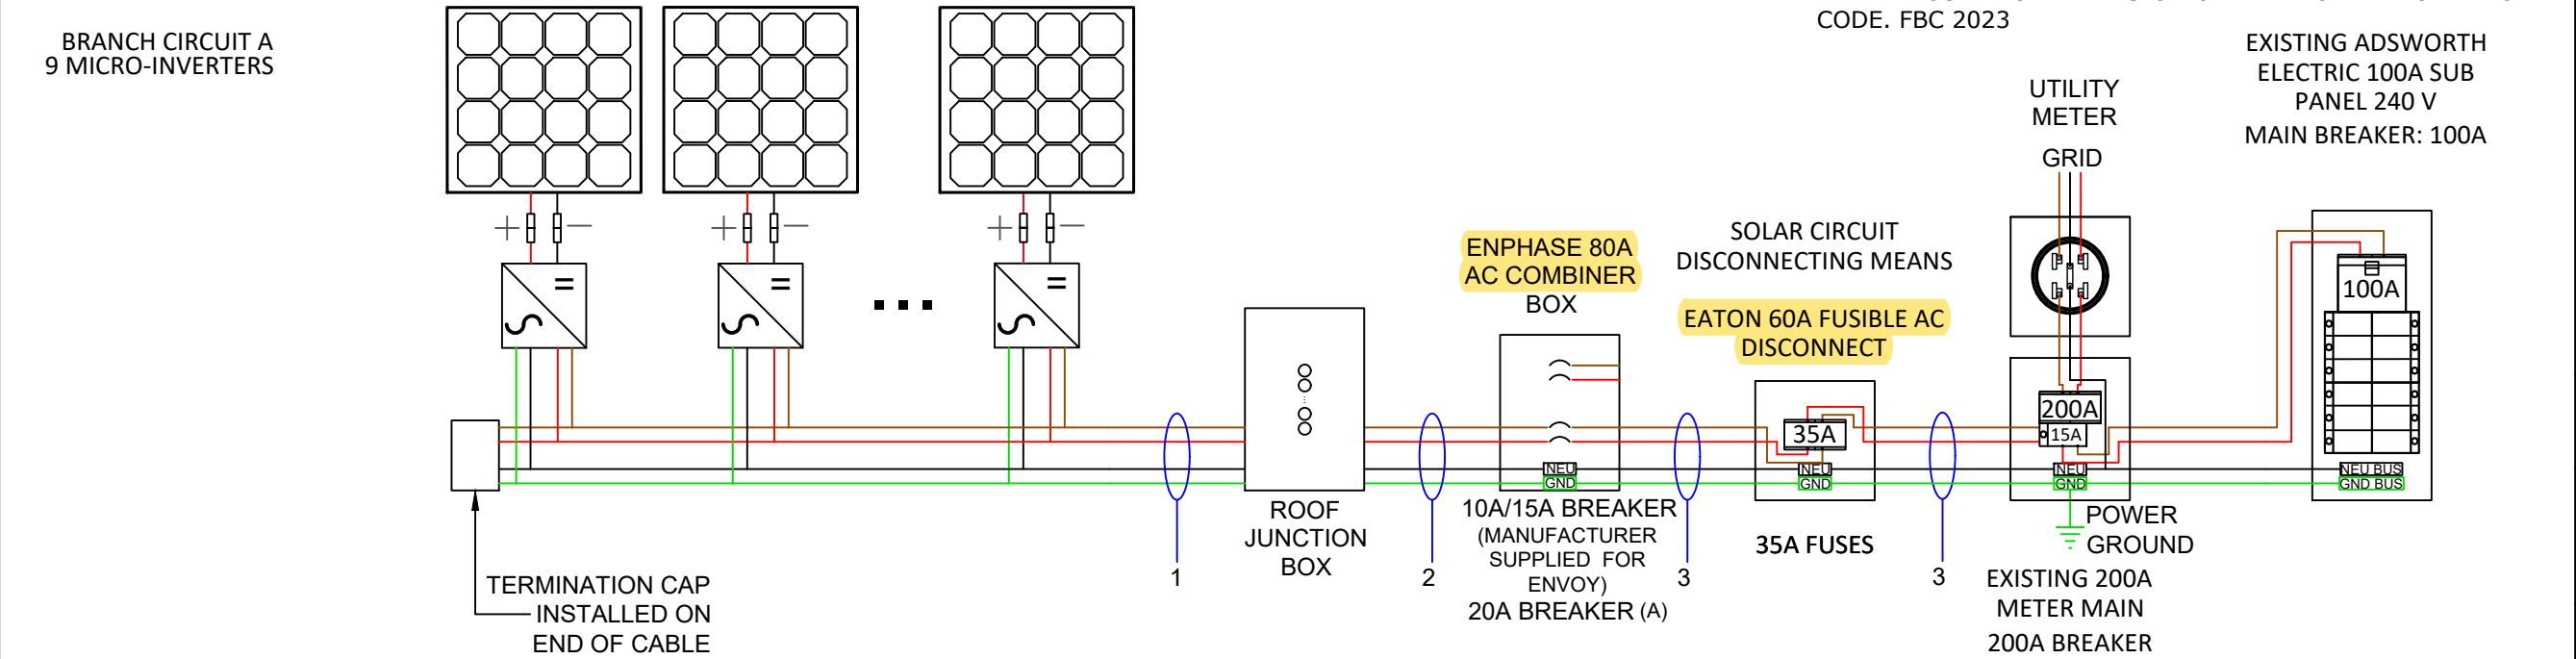 CODE. FBC 2023
BRANCH CIRCUIT A
9 MICRO-INVERTERS
EXISTING ADSWORTH
ELECTRIC 100A SUB
PANEL 240 V
MAIN BREAKER: 100A
UTILITY
METER
GRID
ENPHASE 80A
AC COMBINER
BOX
SOLAR CIRCUIT
DISCONNECTING MEANS
EATON 60A FUSIBLE AC
DISCONNECT
100A
200A
15A
35A
NEU
GND
NEU
GND
NEU
GND
NEU BUS
GND BUS
ROOF
JUNCTION
BOX
10A/15A BREAKER
(MANUFACTURER
SUPPLIED FOR
ENVOY)
20A BREAKER (A)
35A FUSES
POWER
GROUND
EXISTING 200A
METER MAIN
200A BREAKER
1
2
3
3
TERMINATION CAP
INSTALLED ON
END OF CABLE